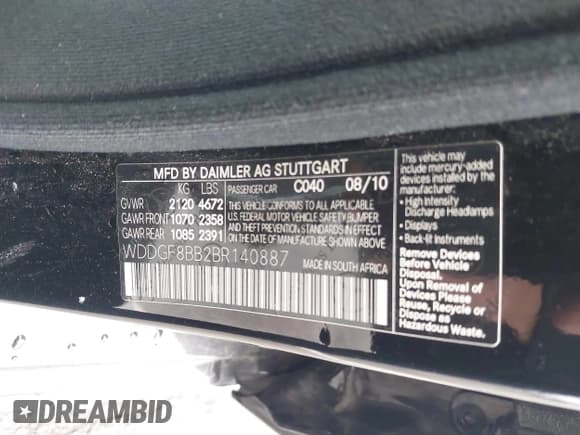 MFD BY DAIMLER AG STUTTGART
KG LBS PASSENGER CAR C040 08/10
GVWR 2120 4672
GAWR FRONT 1070 2358
GAWR REAR 1085 2391
THIS VEHICLE CONFORMS TO ALL APPLICABLE
U.S. FEDERAL MOTOR VEHICLE SAFETY BUMPER
AND THEFT PREVENTION STANDARDS IN EFFECT
ON THE DATE OF MANUFACTURE SHOWN ABOVE
WDDGF8BB2BR140887
MADE IN SOUTH AFRICA
This vehicle may
include mercury-added
devices installed by the
manufacturer:
• High Intensity
Discharge Headlamps
• Displays
• Back-lit Instruments
Remove Devices
Before Vehicle
Disposal.
Upon Removal of
Devices Please
Reuse, Recycle or
Dispose as
Hazardous Waste.
DREAMBID